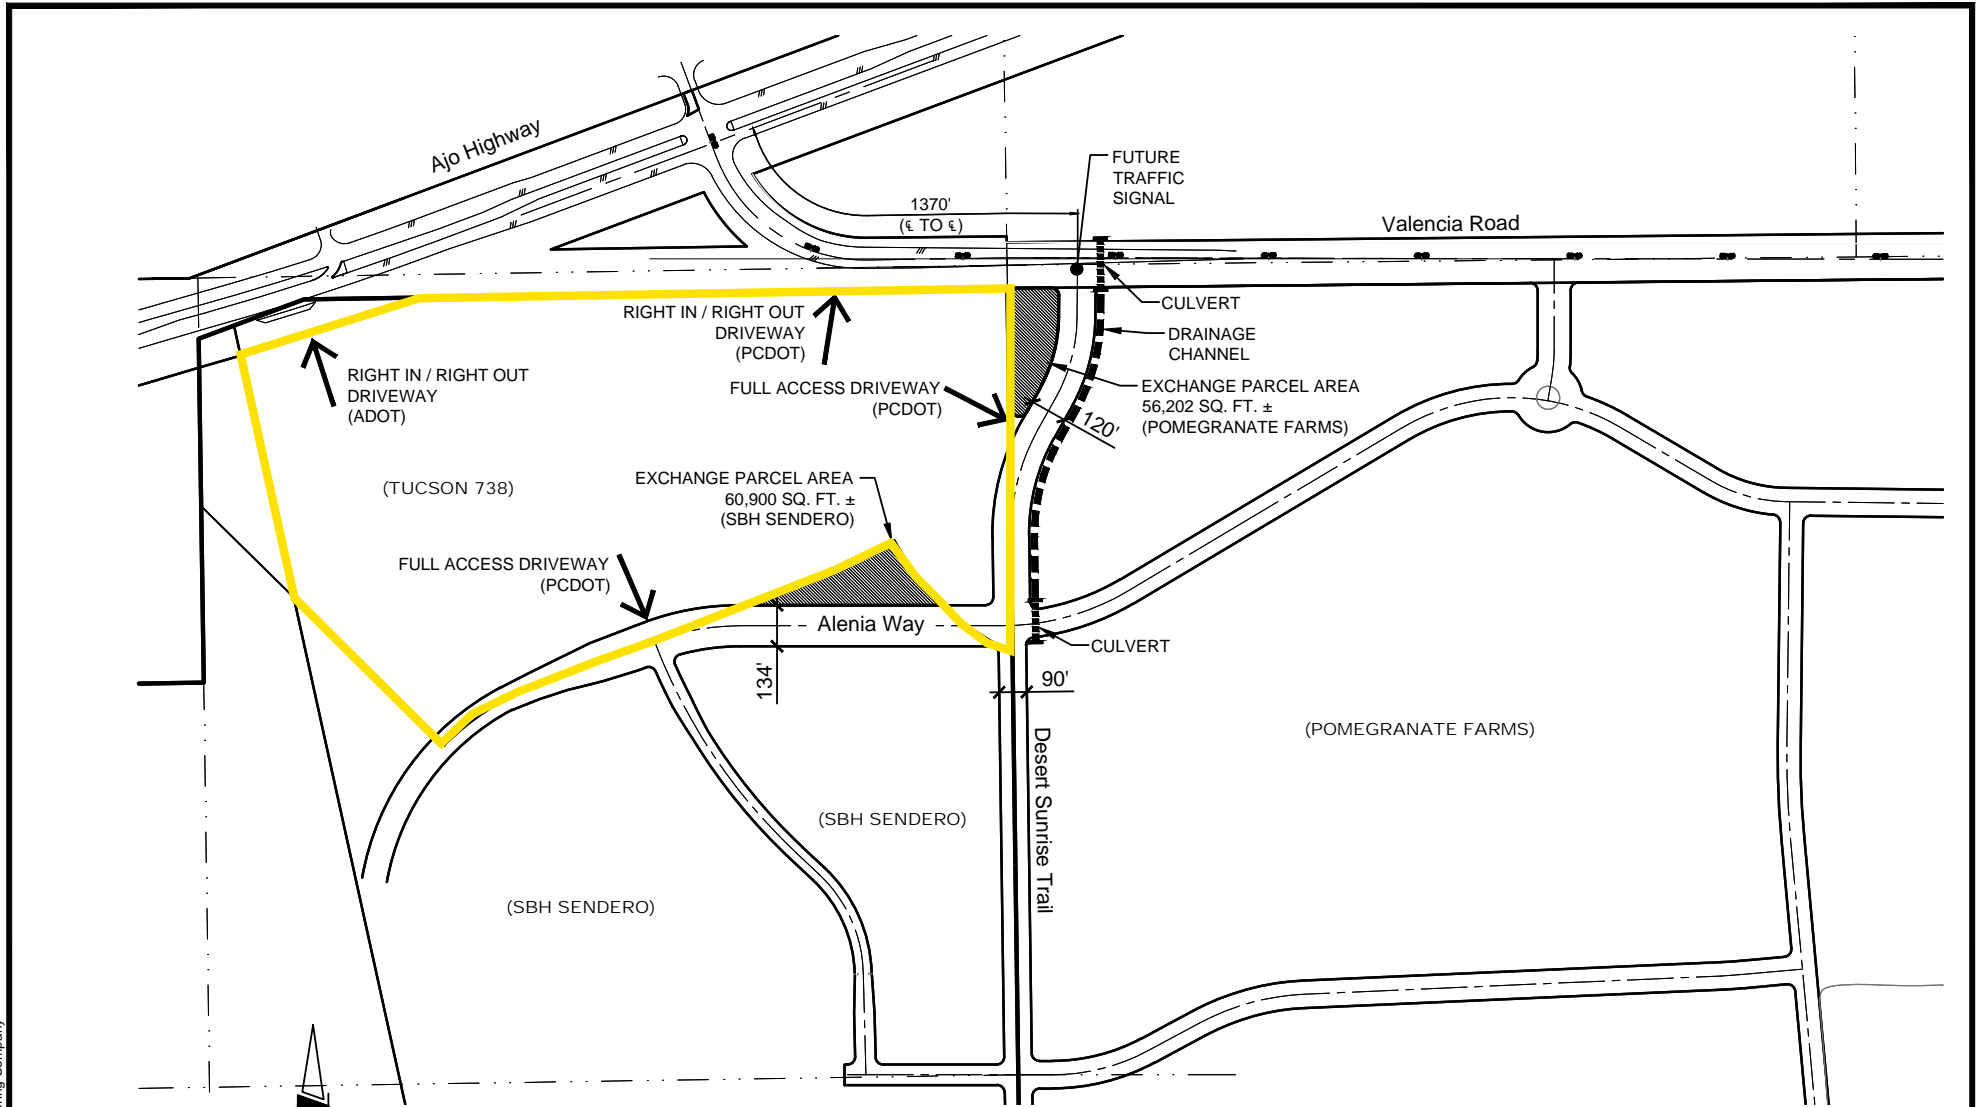 Ajo Highway
FUTURE
TRAFFIC
SIGNAL
1370'
(℄ TO ℄)
Valencia Road
CULVERT
RIGHT IN / RIGHT OUT
DRIVEWAY
(PCDOT)
DRAINAGE
CHANNEL
RIGHT IN / RIGHT OUT
DRIVEWAY
(ADOT)
FULL ACCESS DRIVEWAY
(PCDOT)
EXCHANGE PARCEL AREA
56,202 SQ. FT. ±
(POMEGRANATE FARMS)
120'
(TUCSON 738)
EXCHANGE PARCEL AREA
60,900 SQ. FT. ±
(SBH SENDERO)
FULL ACCESS DRIVEWAY
(PCDOT)
Alenia Way
CULVERT
134'
90'
Desert Sunrise Trail
(POMEGRANATE FARMS)
(SBH SENDERO)
(SBH SENDERO)
Company